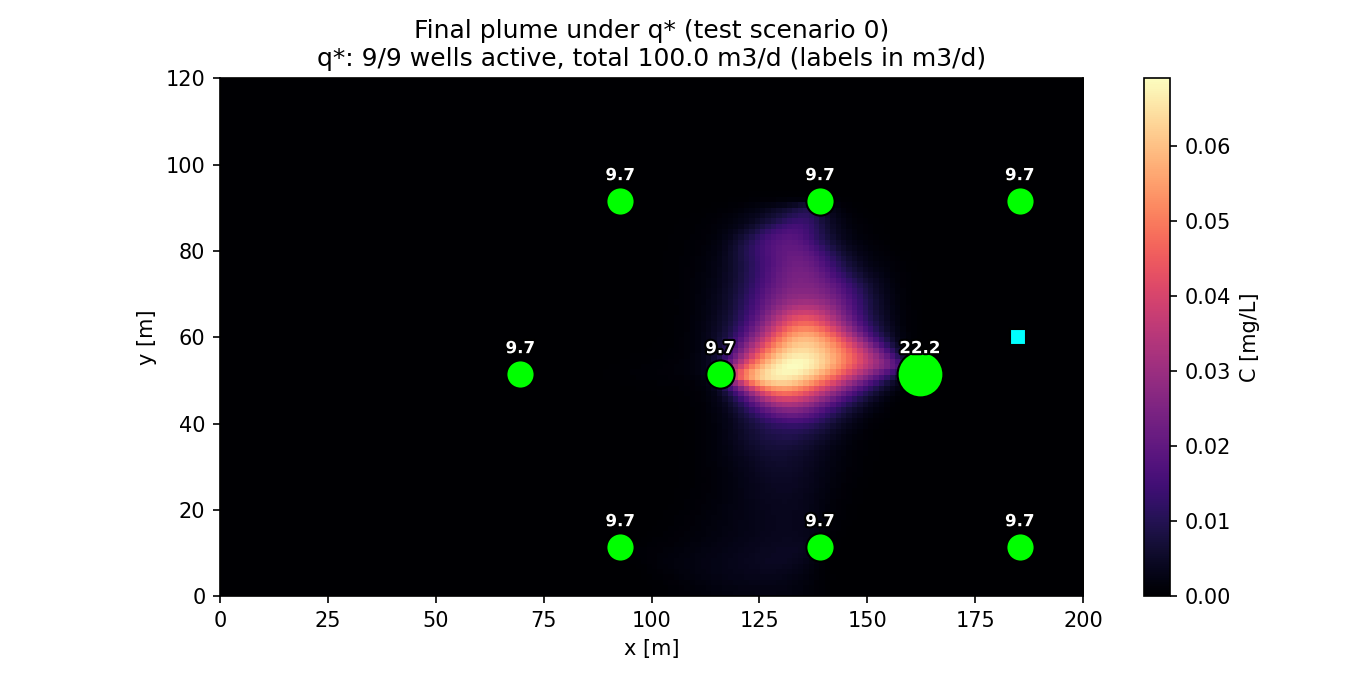 Final plume under q* (test scenario 0)
q*: 9/9 wells active, total 100.0 m3/d (labels in m3/d)
120
100
80
60
40
20
0
y [m]
9.7 9.7 9.7
9.7 9.7 22.2
9.7 9.7 9.7
0 25 50 75 100 125 150 175 200
x [m]
0.06
0.05
0.04
0.03
0.02
0.01
0.00
C [mg/L]